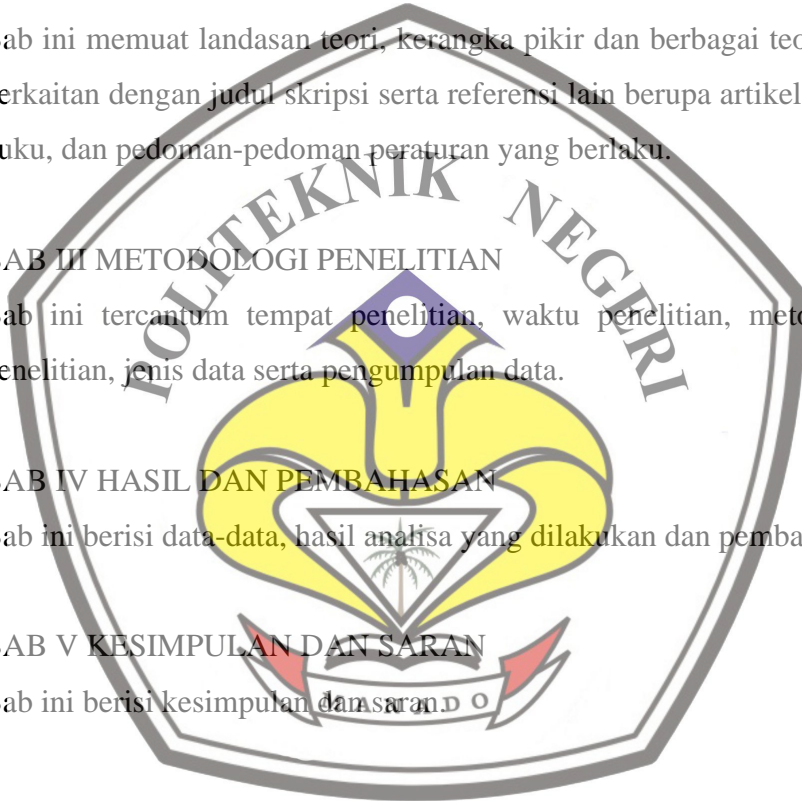 ab ini memuat landasan teori, kerangka pikir dan berbagai teo
erkaitan dengan judul skripsi serta referensi lain berupa artikel
uku, dan pedoman-pedoman peraturan yang berlaku.
POLITEKNIK NEGERI
AB III METODOLOGI PENELITIAN
ab ini tercantum tempat penelitian, waktu penelitian, meto
enelitian, jenis data serta pengumpulan data.
AB IV HASIL DAN PEMBAHASAN
ab ini berisi data-data, hasil analisa yang dilakukan dan pemba
AB V KESIMPULAN DAN SARAN
ab ini berisi kesimpulan dan saran.
MANADO